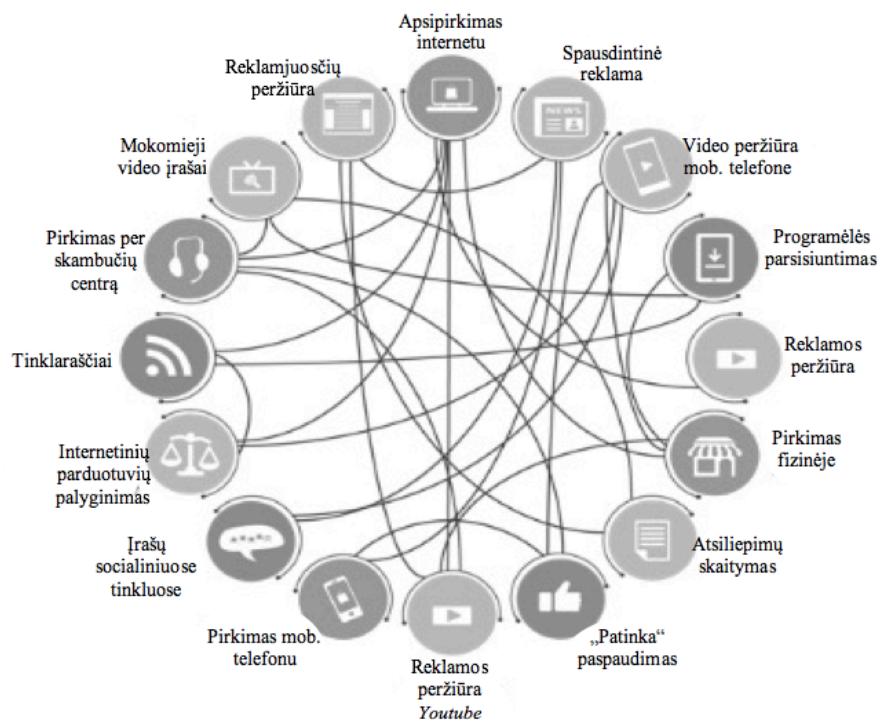 Apsipirkimas
internetu
Spausdintinė
reklama
NEWS
Video peržiūra
mob. telefone
Programėlės
parsisiuntimas
Reklamos
peržiūra
Pirkimas
fizinėje
Atsiliepimų
skaitymas
„Patinka“
paspaudimas
Reklamos
peržiūra
Youtube
Pirkimas mob.
telefonu
Įrašų
socialiniuose
tinkluose
Internetinių
parduotuvių
palyginimas
Tinklaraščiai
Pirkimas per
skambučių
centrą
Mokomieji
video įrašai
Reklamjuosčių
peržiūra